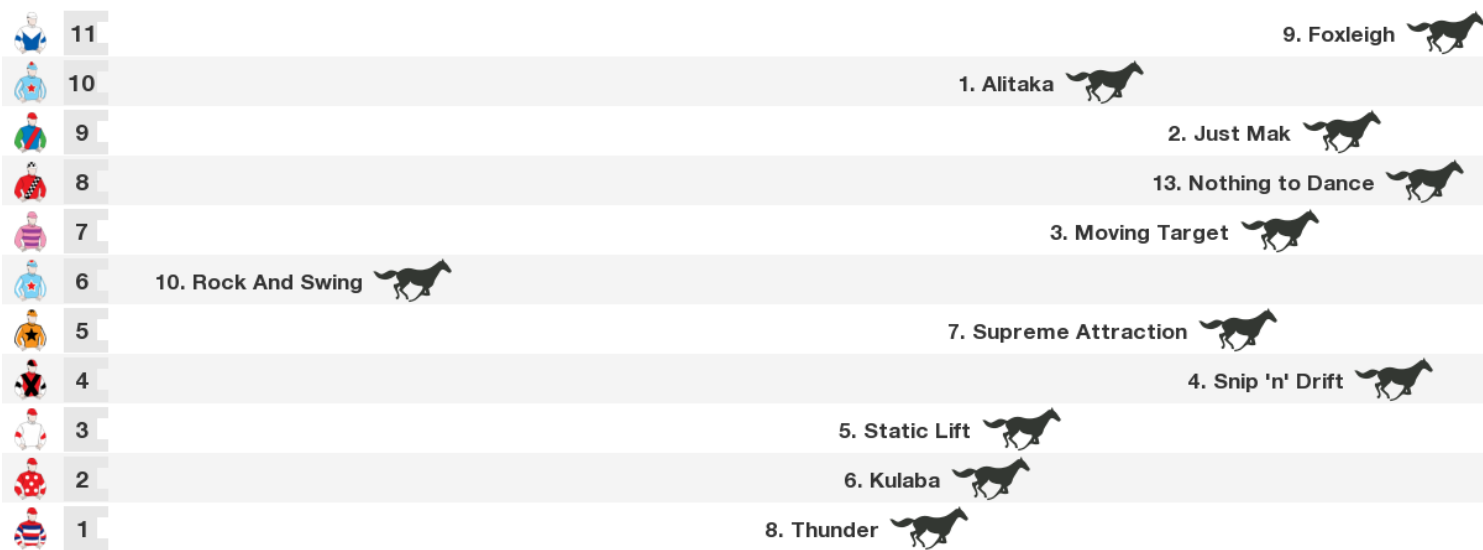 11 9. Foxleigh
10 1. Alitaka
9 2. Just Mak
8 13. Nothing to Dance
7 3. Moving Target
6 10. Rock And Swing
5 7. Supreme Attraction
4 4. Snip 'n' Drift
3 5. Static Lift
2 6. Kulaba
1 8. Thunder